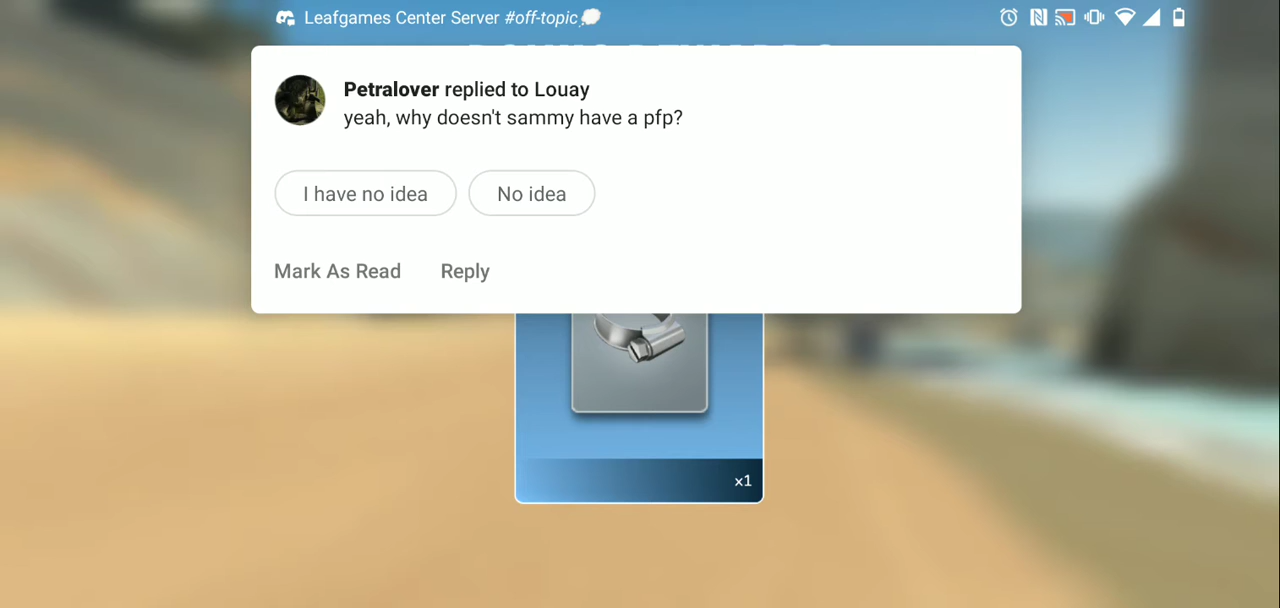 Leafgames Center Server #off-topic💭
Petralover replied to Louay
yeah, why doesn't sammy have a pfp?
I have no idea
No idea
Mark As Read
Reply
x1